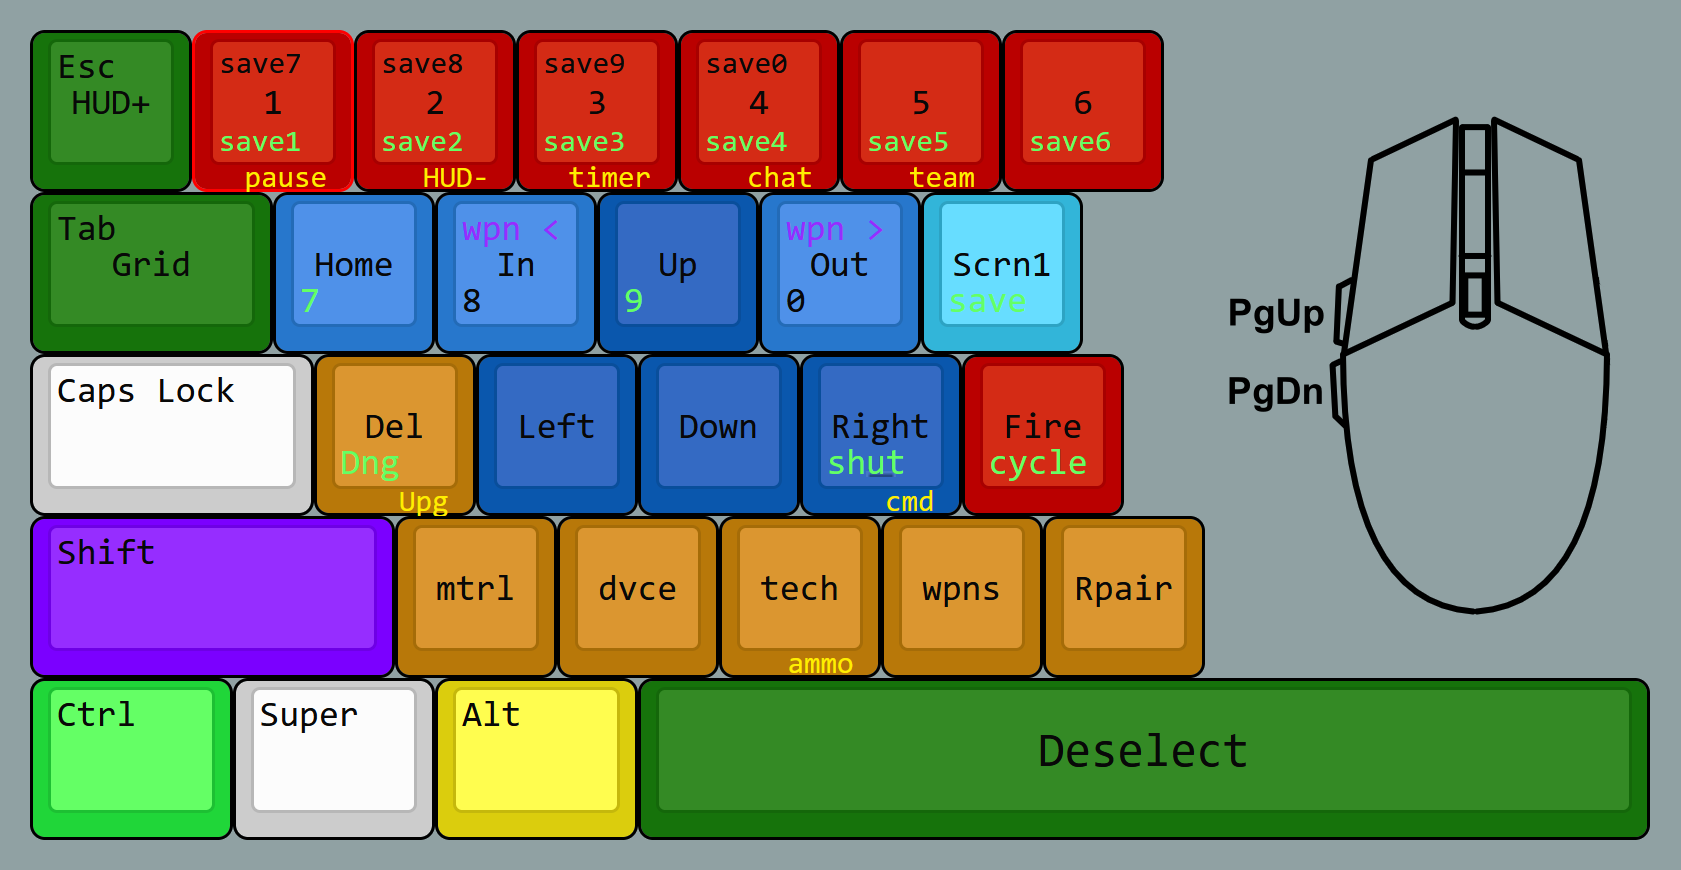 Esc
HUD+
save7
1
save1
pause
save8
2
save2
HUD-
save9
3
save3
timer
save0
4
save4
chat
5
save5
team
6
save6
Tab
Grid
Home
7
wpn <
In
8
Up
9
wpn >
Out
0
Scrn1
save
PgUp
PgDn
Caps Lock
Del
Dng
Upg
Left
Down
Right
shut
cmd
Fire
cycle
Shift
mtrl
dvce
tech
ammo
wpns
Rpair
Ctrl
Super
Alt
Deselect